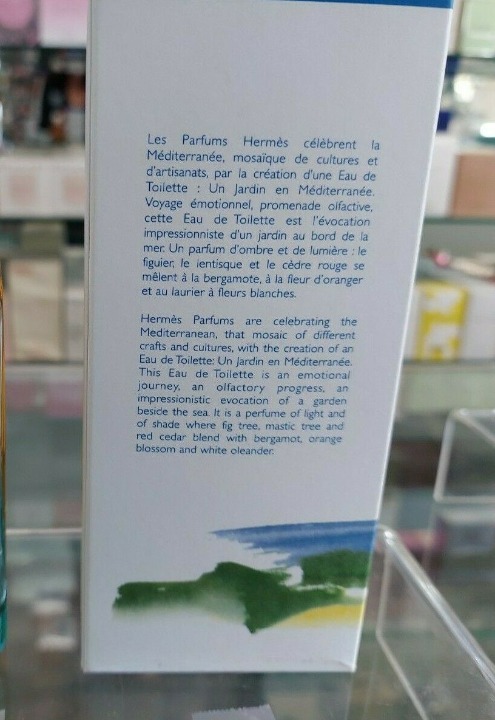 Les Parfums Hermès célèbrent la
Méditerranée, mosaïque de cultures et
d'artisanats, par la création d'une Eau de
Toilette : Un Jardin en Méditerranée.
Voyage émotionnel, promenade olfactive,
cette Eau de Toilette est l'évocation
impressionniste d'un jardin au bord de la
mer. Un parfum d'ombre et de lumière : le
figuier, le lentisque et le cèdre rouge se
mêlent à la bergamote, à la fleur d'oranger
et au laurier à fleurs blanches.
Hermès Parfums are celebrating the
Mediterranean, that mosaic of different
crafts and cultures, with the creation of an
Eau de Toilette: Un Jardin en Méditerranée.
This Eau de Toilette is an emotional
journey, an olfactory progress, an
impressionistic evocation of a garden
beside the sea. It is a perfume of light and
of shade where fig tree, mastic tree and
red cedar blend with bergamot, orange
blossom and white oleander.